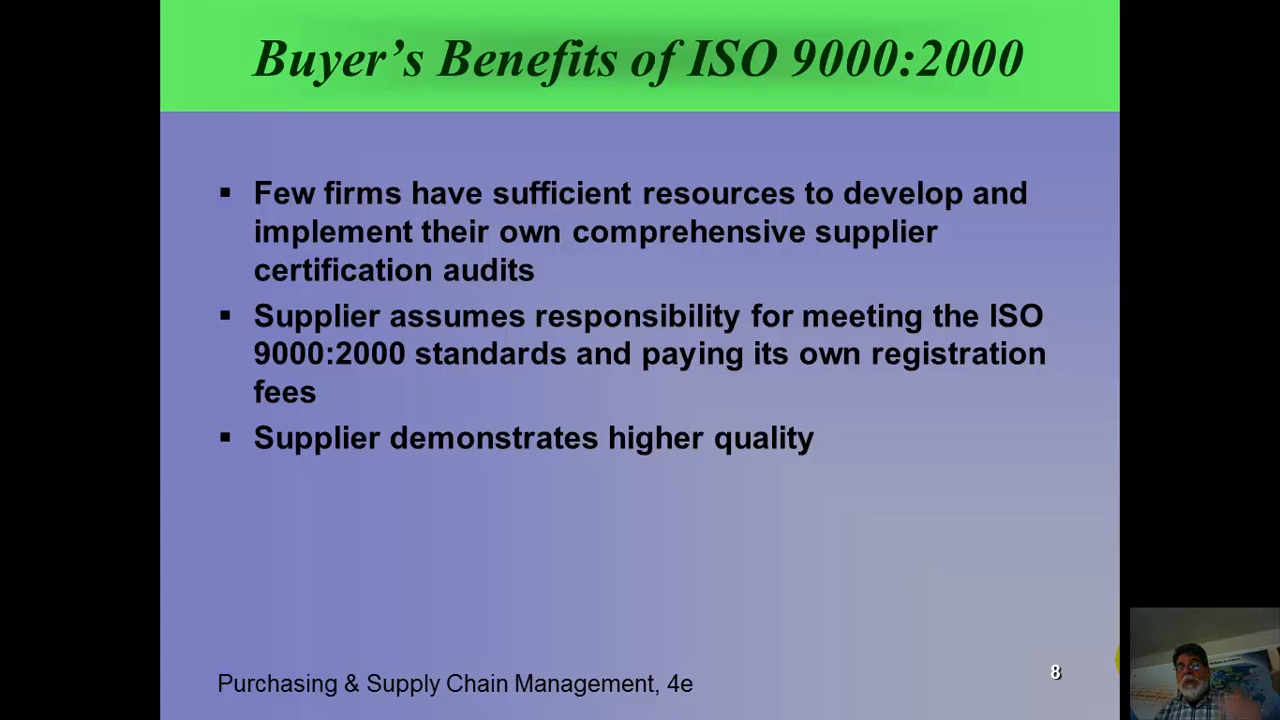 Buyer’s Benefits of ISO 9000:2000
▪ Few firms have sufficient resources to develop and
implement their own comprehensive supplier
certification audits
▪ Supplier assumes responsibility for meeting the ISO
9000:2000 standards and paying its own registration
fees
▪ Supplier demonstrates higher quality
Purchasing & Supply Chain Management, 4e
8